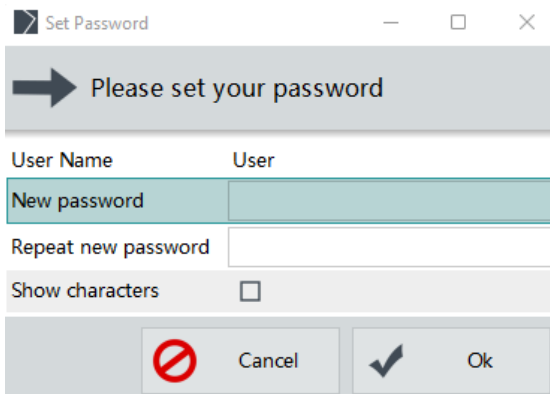 Set Password
Please set your password
User Name User
New password
Repeat new password
Show characters
Cancel Ok